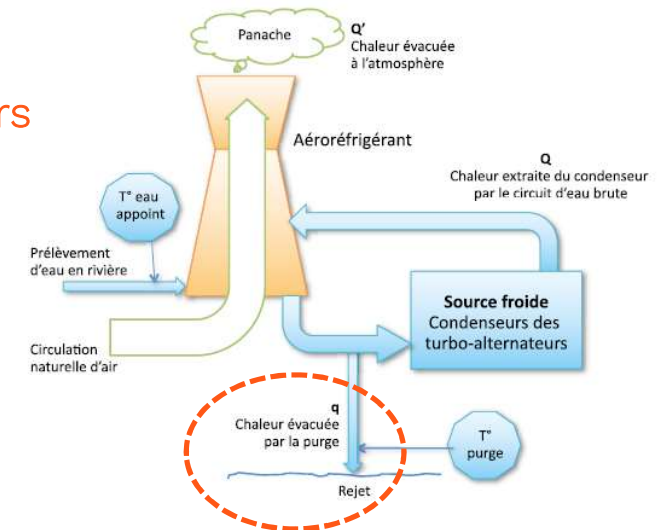 Panache
Q'
Chaleur évacuée
à l'atmosphère
rs
Aéroréfrigérant
Q
Chaleur extraite du condenseur
par le circuit d'eau brute
T° eau
appoint
Prélèvement
d'eau en rivière
Source froide
Condenseurs des
turbo-alternateurs
Circulation
naturelle d'air
q
Chaleur évacuée
par la purge
T°
purge
Rejet